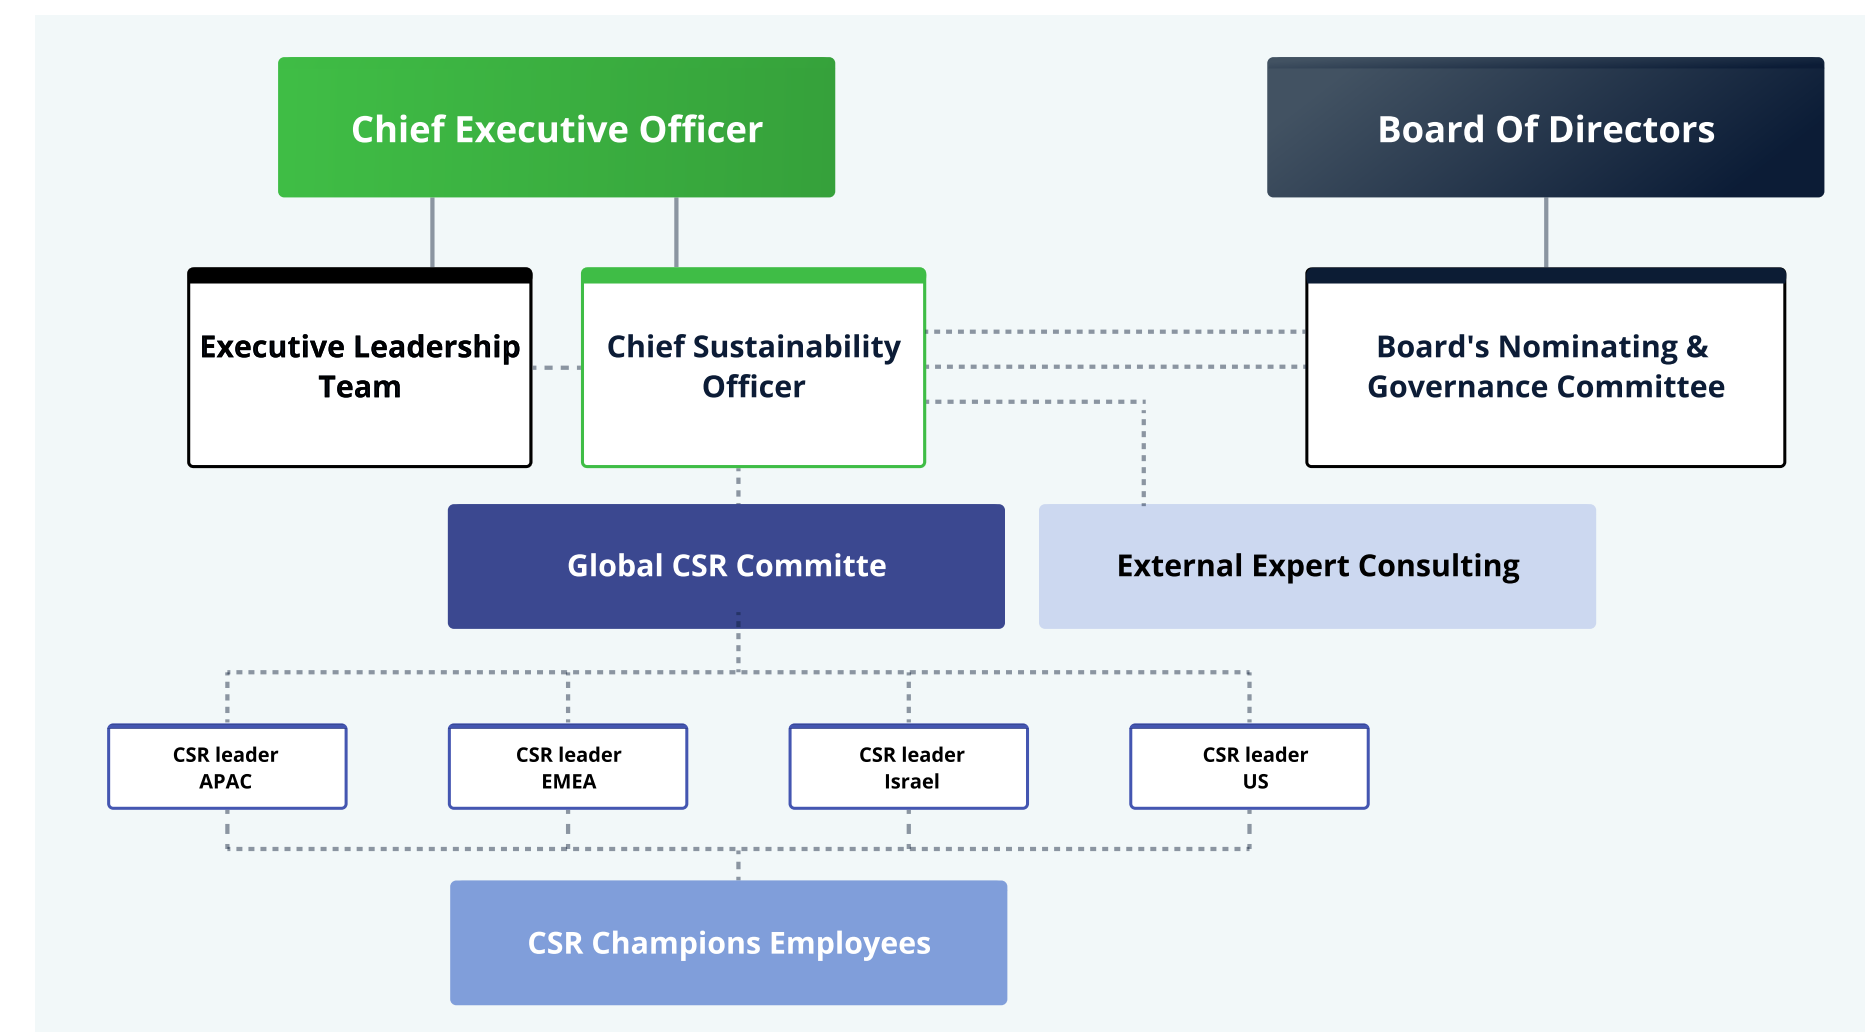 Chief Executive Officer
Board Of Directors
Executive Leadership
Team
Chief Sustainability
Officer
Board's Nominating &
Governance Committee
Global CSR Committe
External Expert Consulting
CSR leader
APAC
CSR leader
EMEA
CSR leader
Israel
CSR leader
US
CSR Champions Employees